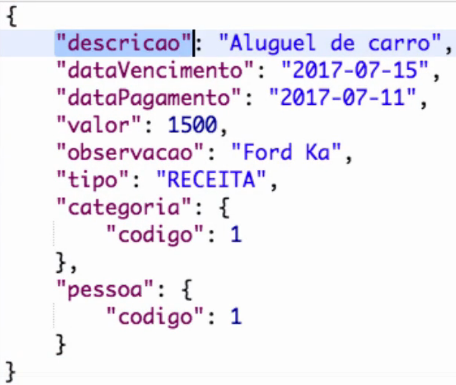 {
"descricao": "Aluguel de carro",
"dataVencimento": "2017-07-15",
"dataPagamento": "2017-07-11",
"valor": 1500,
"observacao": "Ford Ka",
"tipo": "RECEITA",
"categoria": {
"codigo": 1
},
"pessoa": {
"codigo": 1
}
}